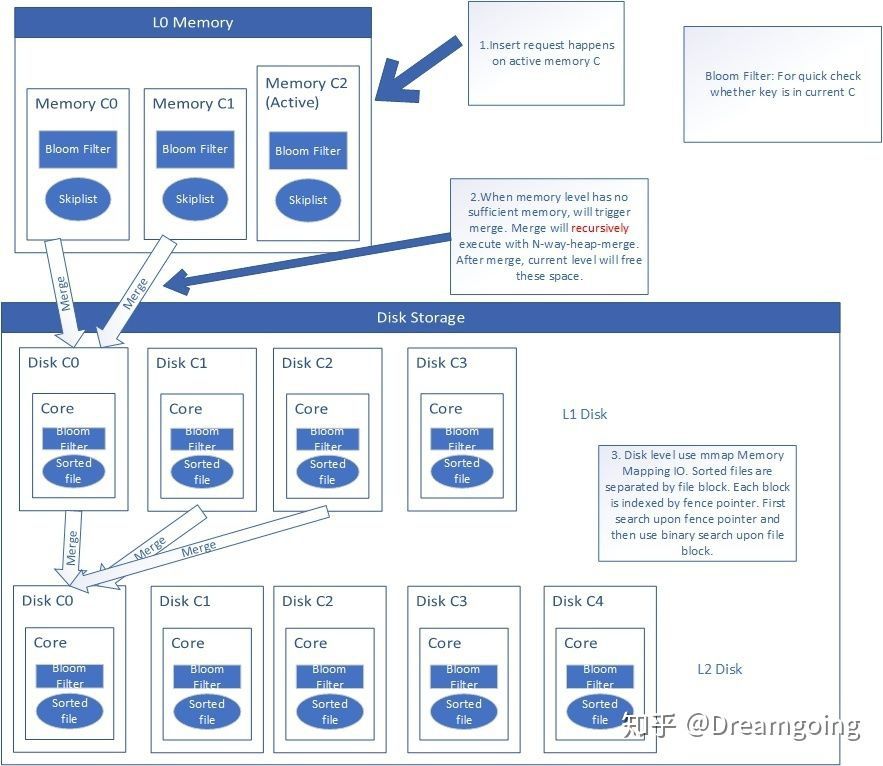 L0 Memory
1.Insert request happens
on active memory C
Bloom Filter: For quick check
whether key is in current C
Memory C0
Bloom Filter
Skiplist
Memory C1
Bloom Filter
Skiplist
Memory C2
(Active)
Bloom Filter
Skiplist
2.When memory level has no
sufficient memory, will trigger
merge. Merge will recursively
execute with N-way-heap-merge.
After merge, current level will free
these space.
Merge
Merge
Disk Storage
Disk C0
Core
Bloom
Filter
Sorted
file
Disk C1
Core
Bloom
Filter
Sorted
file
Disk C2
Core
Bloom
Filter
Sorted
file
Disk C3
Core
Bloom
Filter
Sorted
file
L1 Disk
3. Disk level use mmap Memory
Mapping IO. Sorted files are
separated by file block. Each block
is indexed by fence pointer. First
search upon fence pointer and
then use binary search upon file
block.
Merge
Merge
Merge
Disk C0
Core
Bloom
Filter
Sorted
file
Disk C1
Core
Bloom
Filter
Sorted
file
Disk C2
Core
Bloom
Filter
Sorted
file
Disk C3
Core
Bloom
Filter
Sorted
file
Disk C4
Core
Bloom
Filter
Sorted
file
L2 Disk
知乎 @Dreamgoing